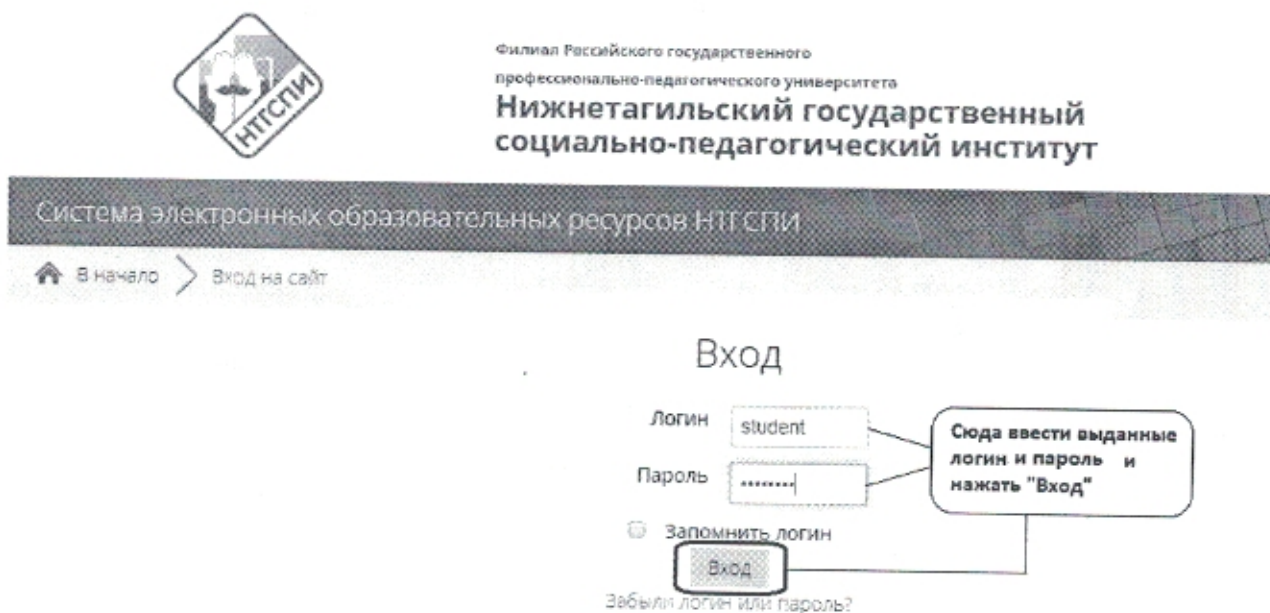 НТГСПИ
Филиал Российского государственного
профессионально-педагогического университета
Нижнетагильский государственный
социально-педагогический институт
Система электронных образовательных ресурсов НТГСПИ
В начало
Вход на сайт
Вход
Логин
student
Пароль
••••••••
Сюда ввести выданные
логин и пароль и
нажать "Вход"
Запомнить логин
Вход
Забыли логин или пароль?